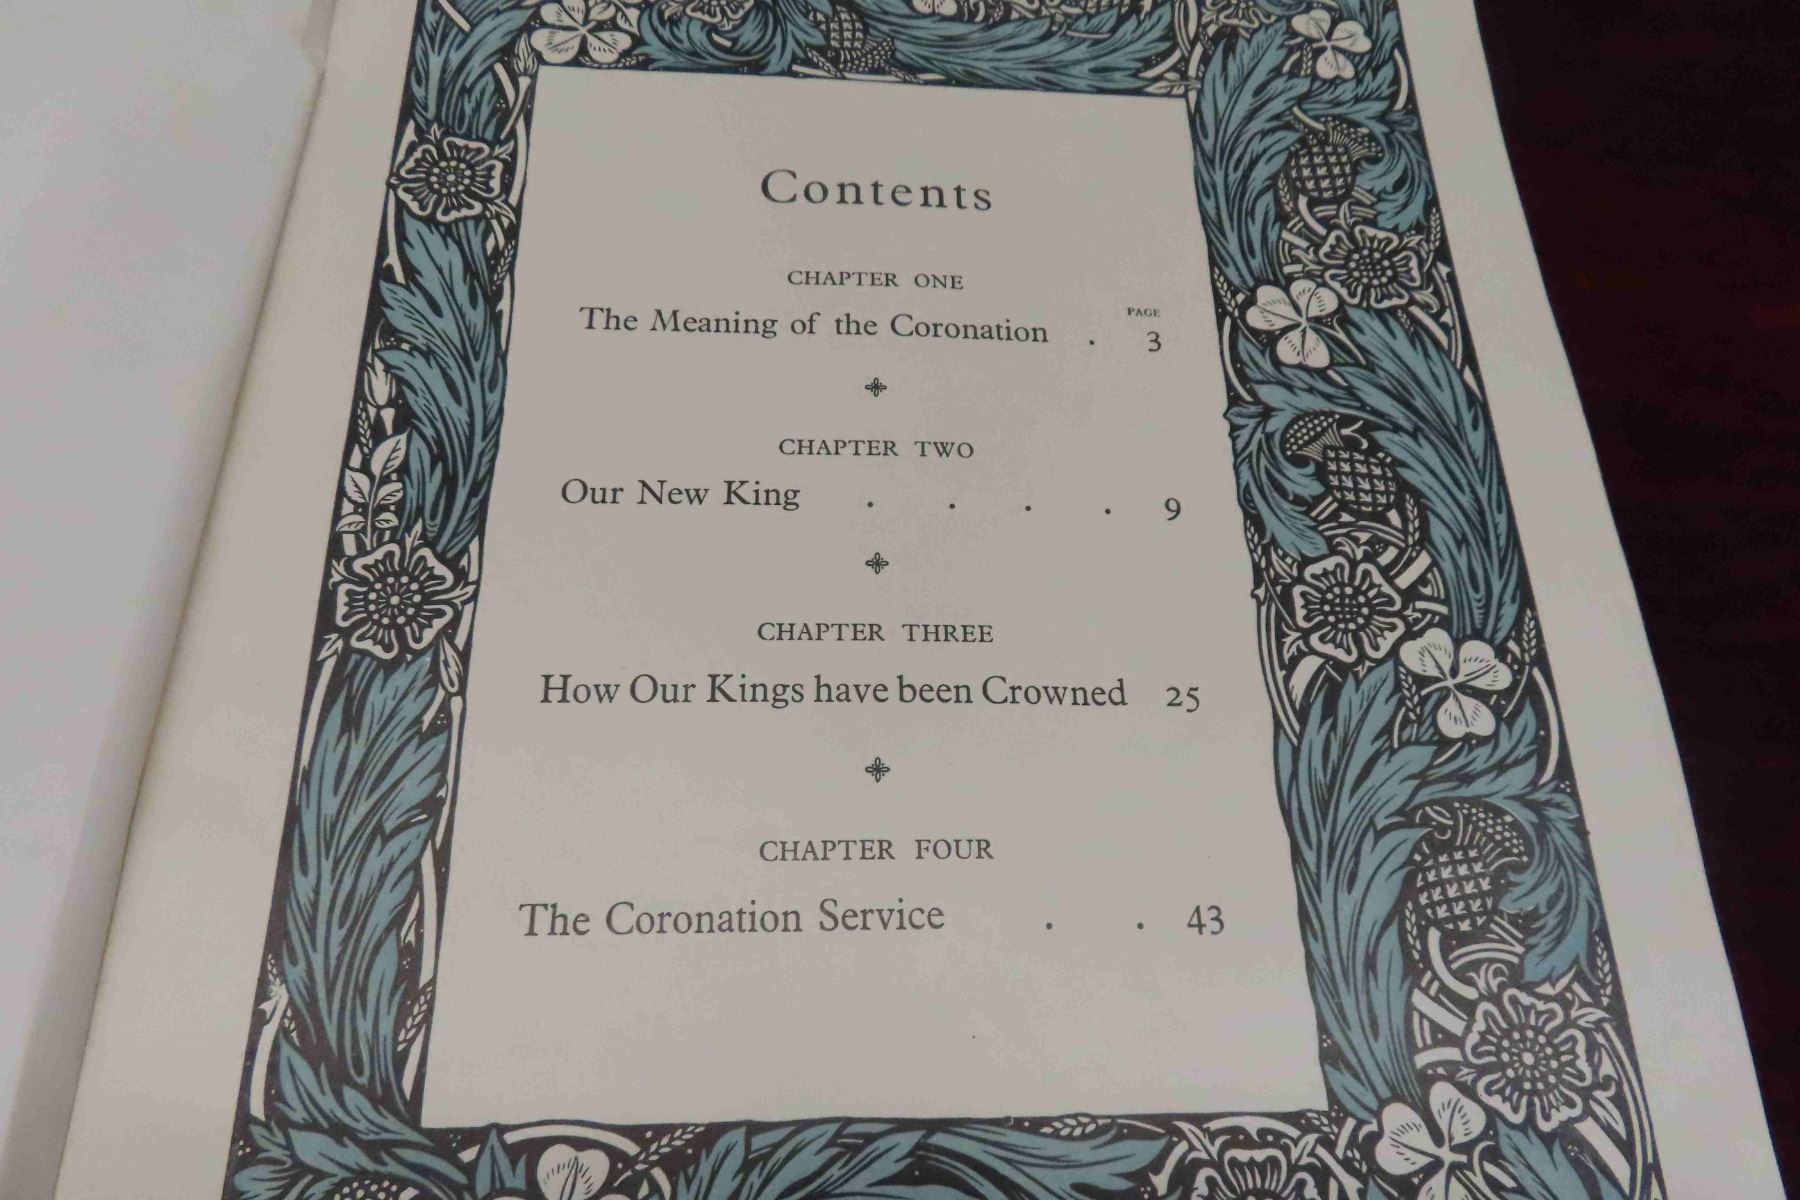 Contents
CHAPTER ONE
PAGE
The Meaning of the Coronation . 3
CHAPTER TWO
Our New King . . . . 9
CHAPTER THREE
How Our Kings have been Crowned 25
CHAPTER FOUR
The Coronation Service . . 43